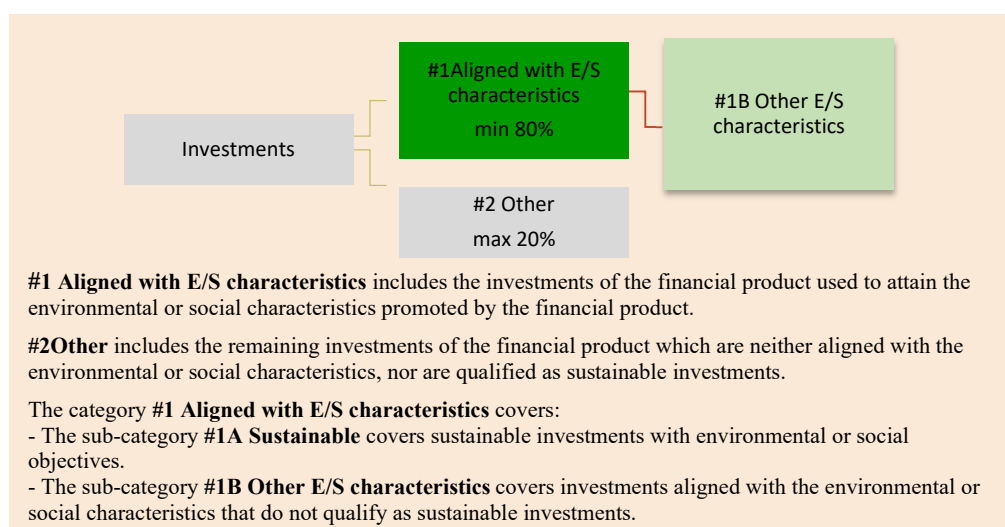 #1Aligned with E/S
characteristics
min 80%
#1B Other E/S
characteristics
Investments
#2 Other
max 20%
#1 Aligned with E/S characteristics includes the investments of the financial product used to attain the
environmental or social characteristics promoted by the financial product.
#2Other includes the remaining investments of the financial product which are neither aligned with the
environmental or social characteristics, nor are qualified as sustainable investments.
The category #1 Aligned with E/S characteristics covers:
- The sub-category #1A Sustainable covers sustainable investments with environmental or social
objectives.
- The sub-category #1B Other E/S characteristics covers investments aligned with the environmental or
social characteristics that do not qualify as sustainable investments.